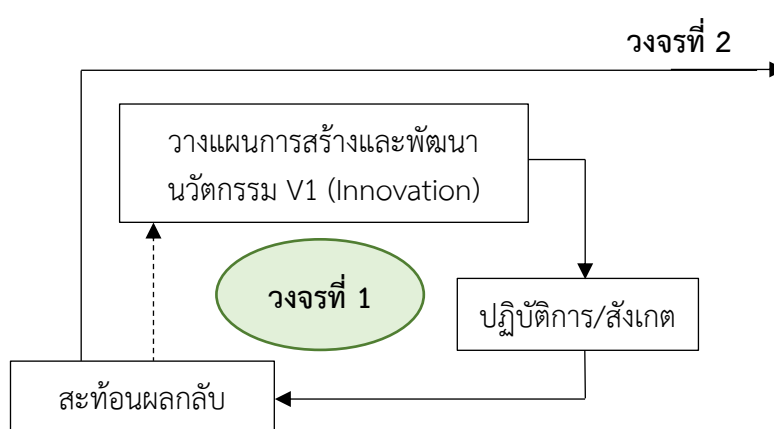 วงจรที่ 2
วางแผนการสร้างและพัฒนา
นวัตกรรม V1 (Innovation)
วงจรที่ 1
ปฏิบัติการ/สังเกต
สะท้อนผลกลับ